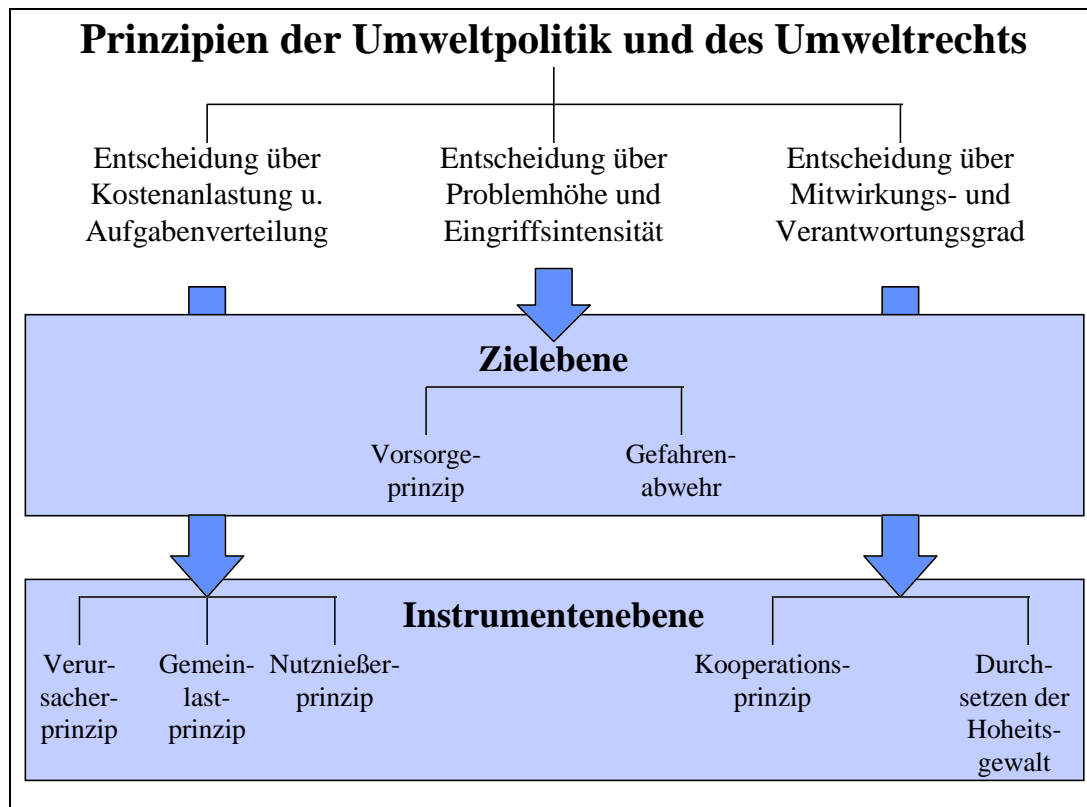 Prinzipien der Umweltpolitik und des Umweltrechts
Entscheidung über
Kostenanlastung u.
Aufgabenverteilung
Entscheidung über
Problemhöhe und
Eingriffsintensität
Entscheidung über
Mitwirkungs- und
Verantwortungsgrad
Zielebene
Vorsorge-
prinzip
Gefahren-
abwehr
Instrumentenebene
Verur-
sacher-
prinzip
Gemein-
last-
prinzip
Nutznießer-
prinzip
Kooperations-
prinzip
Durch-
setzen der
Hoheits-
gewalt